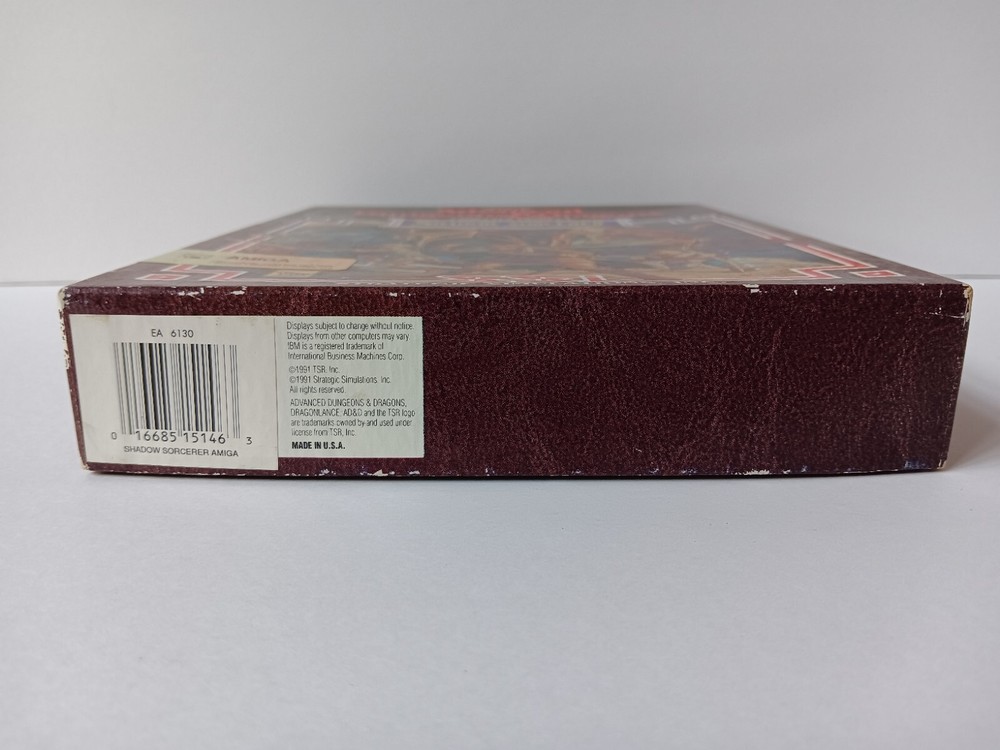 AMIGA
EA 6130
0 16685 15146 3
SHADOW SORCERER AMIGA
Displays subject to change without notice.
Displays from other computers may vary
IBM is a registered trademark of
International Business Machines Corp.
©1991 TSR, Inc.
©1991 Strategic Simulations, Inc.
All rights reserved.
ADVANCED DUNGEONS & DRAGONS,
DRAGONLANCE, AD&D and the TSR logo
are trademarks owned by and used under
license from TSR, Inc.
MADE IN U.S.A.